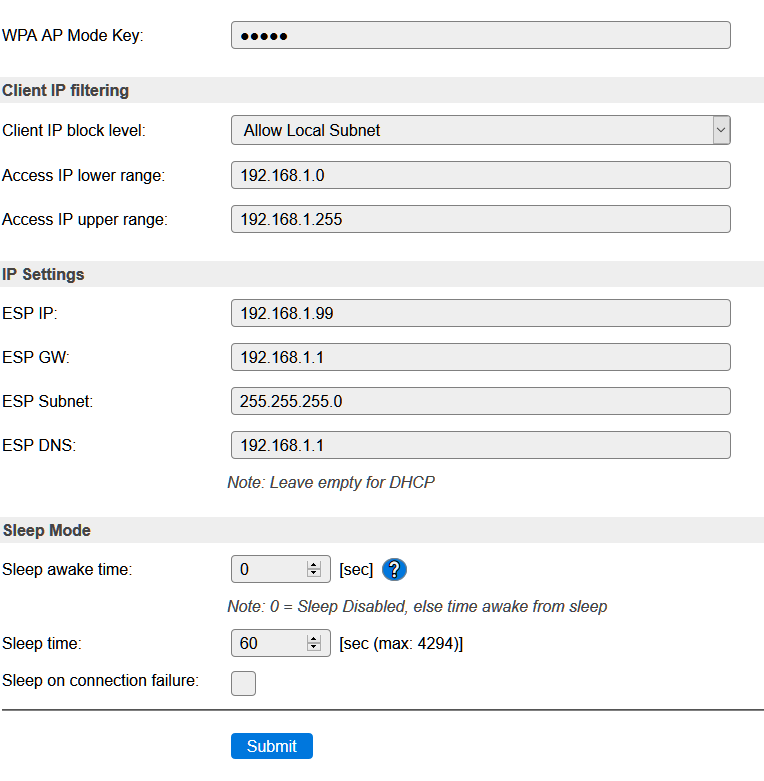 WPA AP Mode Key: ●●●●●
Client IP filtering
Client IP block level: Allow Local Subnet
Access IP lower range: 192.168.1.0
Access IP upper range: 192.168.1.255
IP Settings
ESP IP: 192.168.1.99
ESP GW: 192.168.1.1
ESP Subnet: 255.255.255.0
ESP DNS: 192.168.1.1
Note: Leave empty for DHCP
Sleep Mode
Sleep awake time: 0 [sec] ?
Note: 0 = Sleep Disabled, else time awake from sleep
Sleep time: 60 [sec (max: 4294)]
Sleep on connection failure:
Submit